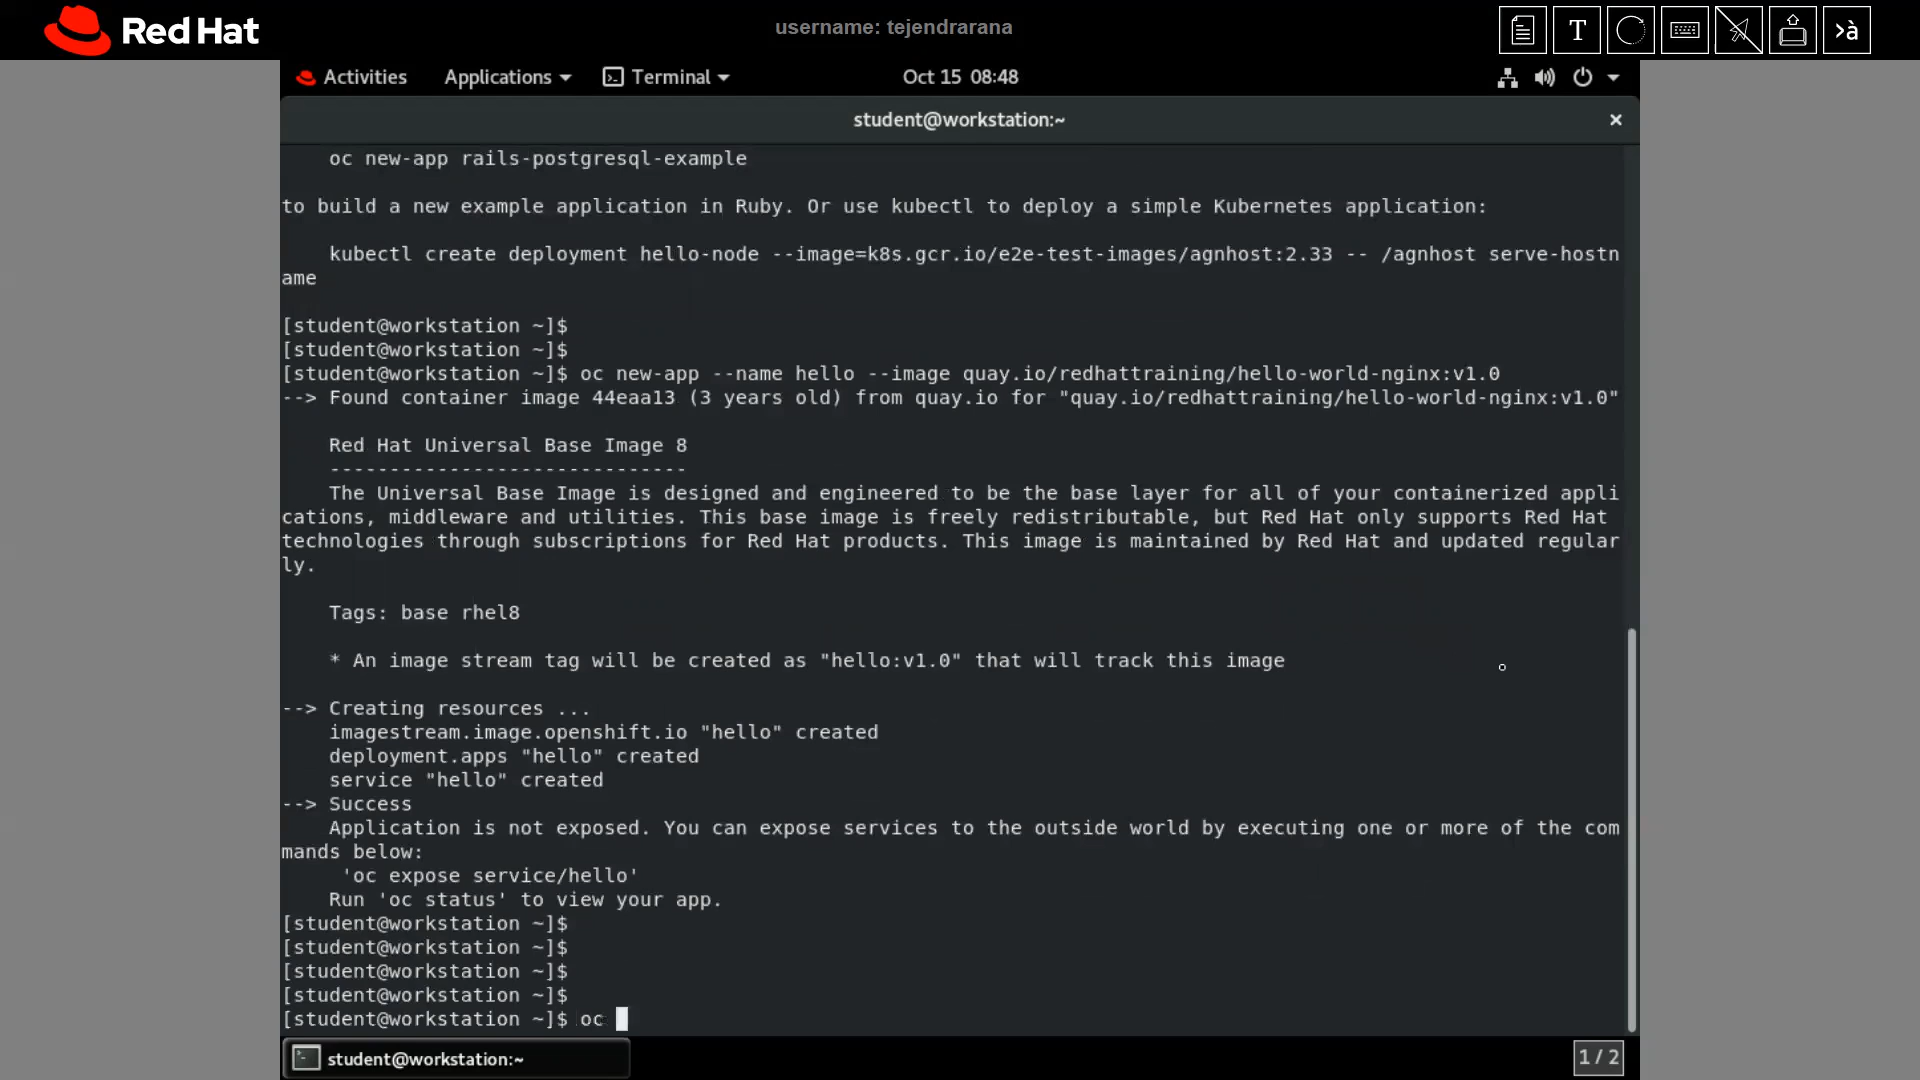 Red Hat
username: tejendrarana
T
>à
Activities Applications Terminal Oct 15 08:48
student@workstation:~
oc new-app rails-postgresql-example
to build a new example application in Ruby. Or use kubectl to deploy a simple Kubernetes application:
kubectl create deployment hello-node --image=k8s.gcr.io/e2e-test-images/agnhost:2.33 -- /agnhost serve-hostn
ame
[student@workstation ~]$
[student@workstation ~]$
[student@workstation ~]$ oc new-app --name hello --image quay.io/redhattraining/hello-world-nginx:v1.0
--> Found container image 44eaa13 (3 years old) from quay.io for "quay.io/redhattraining/hello-world-nginx:v1.0"
Red Hat Universal Base Image 8
------------------------------
The Universal Base Image is designed and engineered to be the base layer for all of your containerized appli
cations, middleware and utilities. This base image is freely redistributable, but Red Hat only supports Red Hat
technologies through subscriptions for Red Hat products. This image is maintained by Red Hat and updated regular
ly.
Tags: base rhel8
* An image stream tag will be created as "hello:v1.0" that will track this image
--> Creating resources ...
imagestream.image.openshift.io "hello" created
deployment.apps "hello" created
service "hello" created
--> Success
Application is not exposed. You can expose services to the outside world by executing one or more of the com
mands below:
'oc expose service/hello'
Run 'oc status' to view your app.
[student@workstation ~]$
[student@workstation ~]$
[student@workstation ~]$
[student@workstation ~]$
[student@workstation ~]$ oc
student@workstation:~
1 / 2